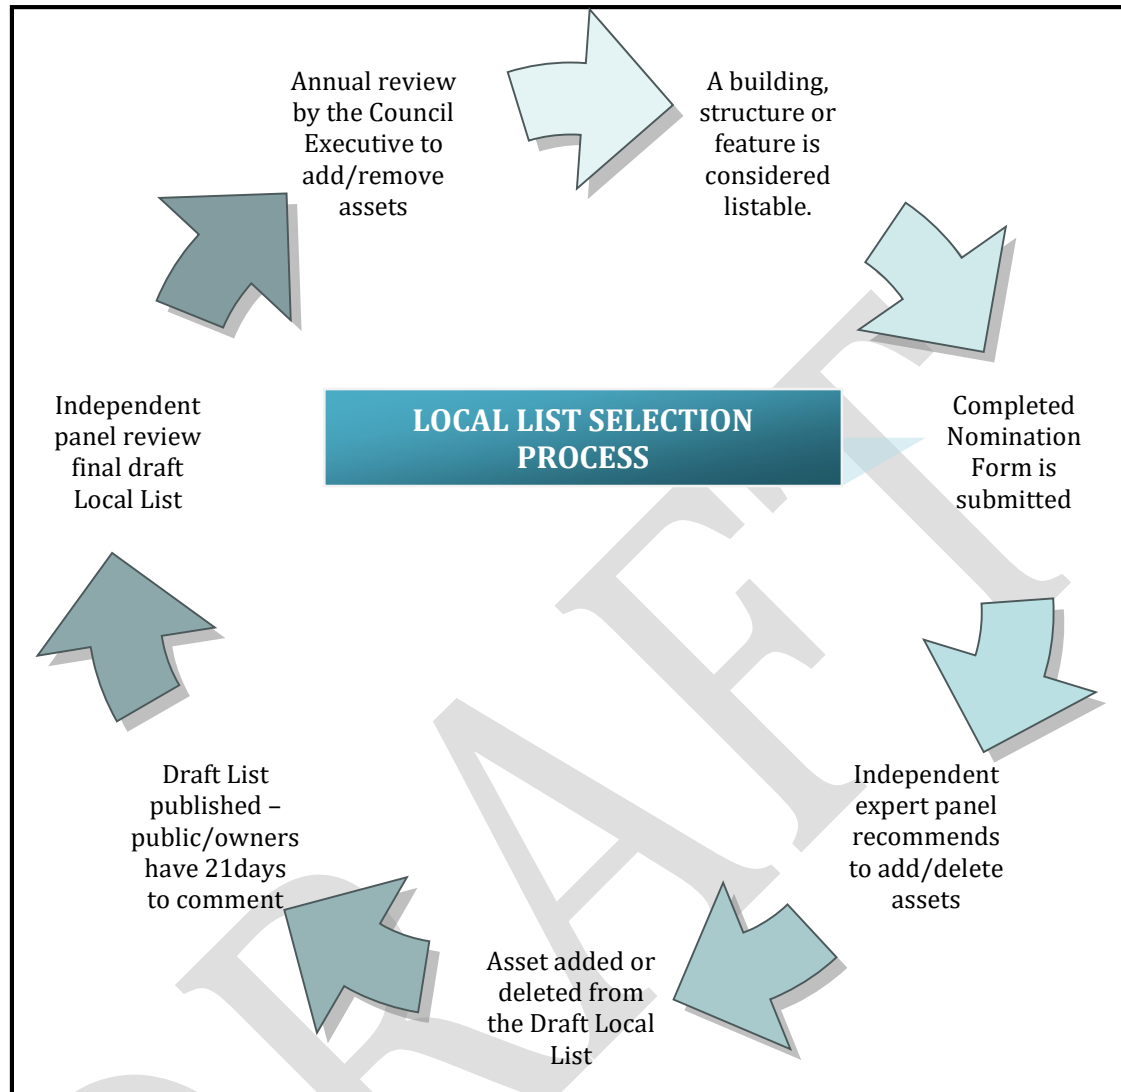 LOCAL LIST SELECTION
PROCESS
A building,
structure or
feature is
considered
listable.
Completed
Nomination
Form is
submitted
Independent
expert panel
recommends
to add/delete
assets
Asset added or
deleted from
the Draft Local
List
Draft List
published –
public/owners
have 21days
to comment
Independent
panel review
final draft
Local List
Annual review
by the Council
Executive to
add/remove
assets
DRAFT